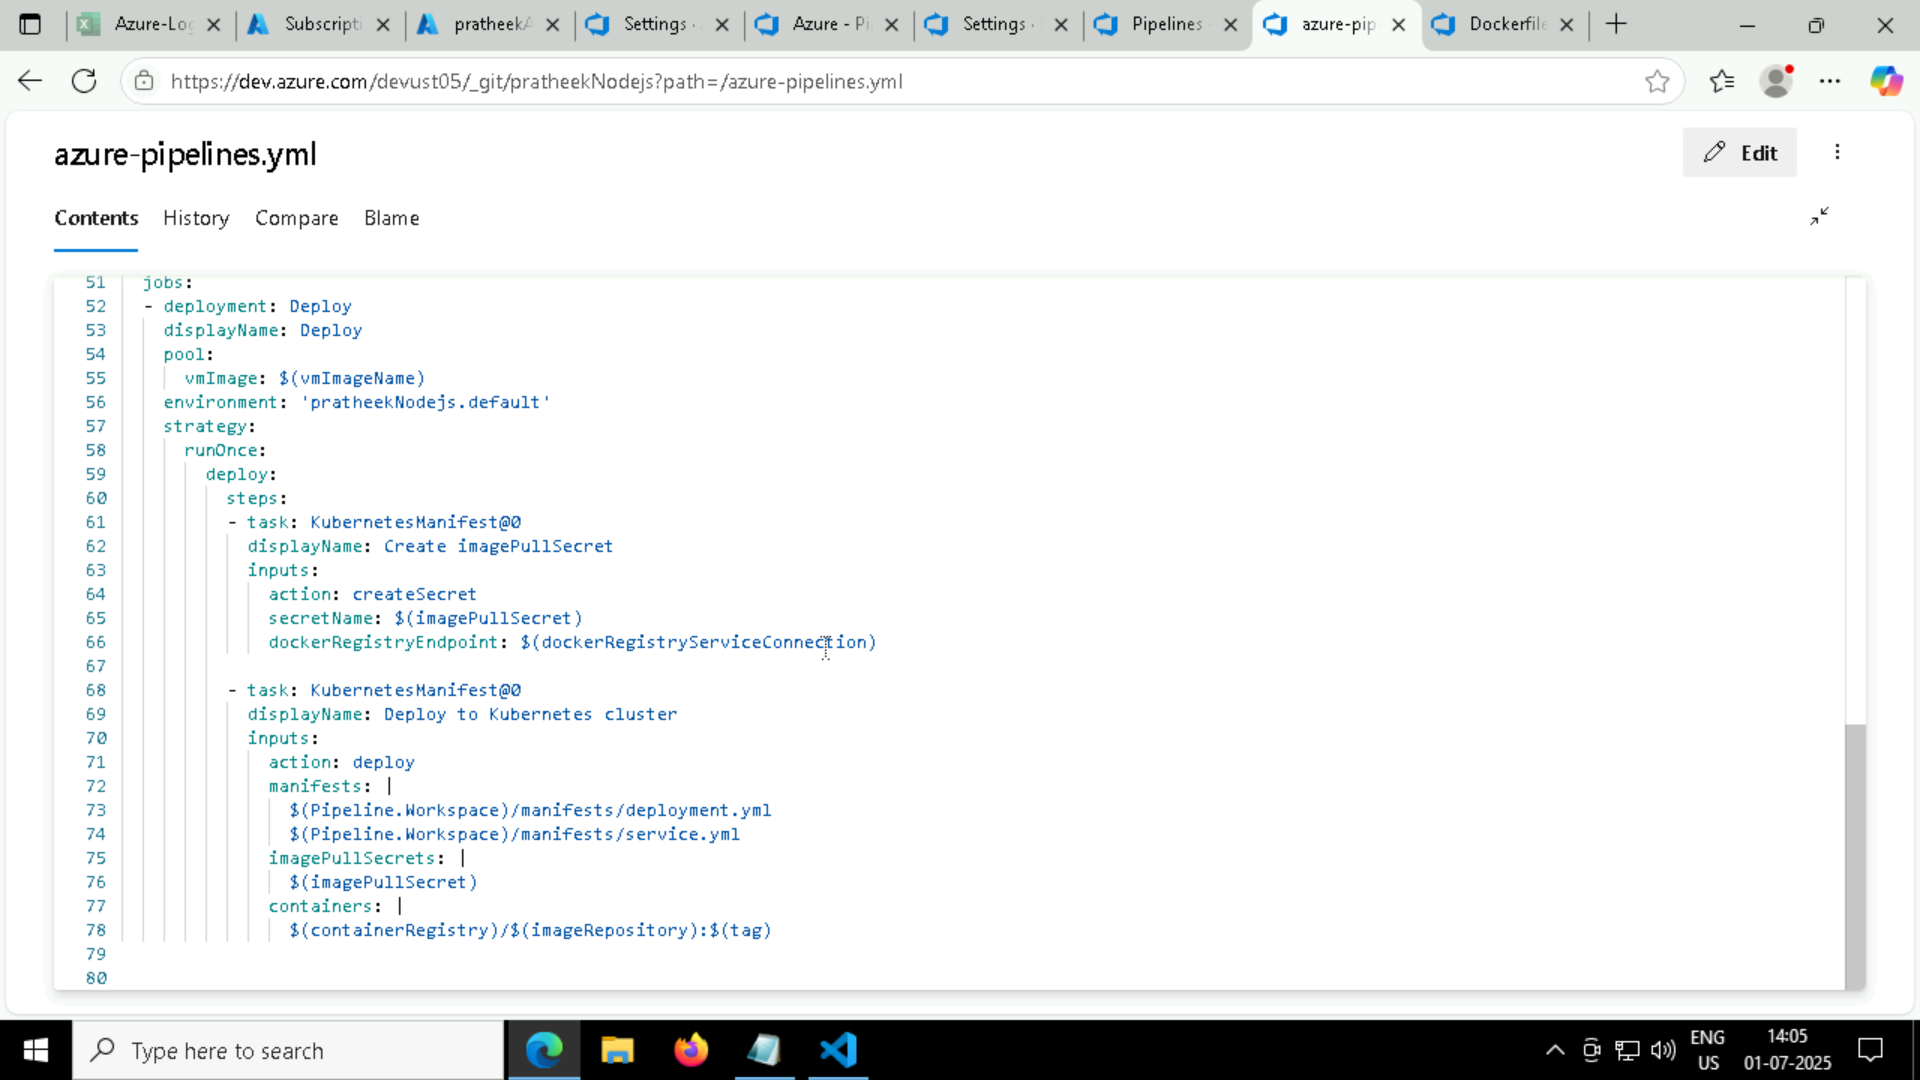 Azure-Log
Subscripti
pratheekA
Settings ·
Azure - Pi
Settings ·
Pipelines
azure-pip
Dockerfile
https://dev.azure.com/devust05/_git/pratheekNodejs?path=/azure-pipelines.yml
azure-pipelines.yml
Edit
Contents History Compare Blame
51 jobs:
52 - deployment: Deploy
53 displayName: Deploy
54 pool:
55 vmImage: $(vmImageName)
56 environment: 'pratheekNodejs.default'
57 strategy:
58 runOnce:
59 deploy:
60 steps:
61 - task: KubernetesManifest@0
62 displayName: Create imagePullSecret
63 inputs:
64 action: createSecret
65 secretName: $(imagePullSecret)
66 dockerRegistryEndpoint: $(dockerRegistryServiceConnection)
67
68 - task: KubernetesManifest@0
69 displayName: Deploy to Kubernetes cluster
70 inputs:
71 action: deploy
72 manifests: |
73 $(Pipeline.Workspace)/manifests/deployment.yml
74 $(Pipeline.Workspace)/manifests/service.yml
75 imagePullSecrets: |
76 $(imagePullSecret)
77 containers: |
78 $(containerRegistry)/$(imageRepository):$(tag)
79
80
Type here to search
ENG
US
14:05
01-07-2025